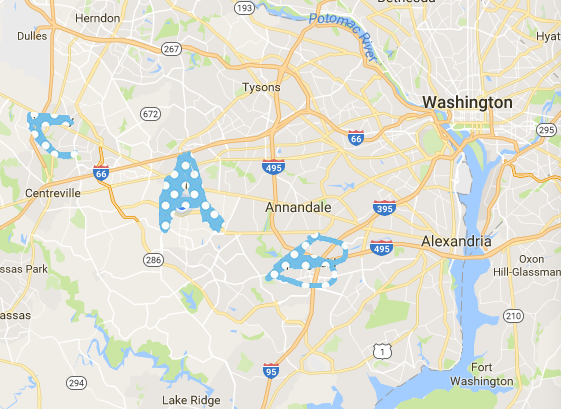 Bethesda
193
Potomac
River
Herndon
Dulles
267
Hyatt
Tysons
Washington
672
66
295
66
495
Centreville
Annandale
395
Alexandria
495
286
Oxon
Hill-Glassman
ssas Park
assas
210
1
95
Fort
Washington
294
Lake Ridge